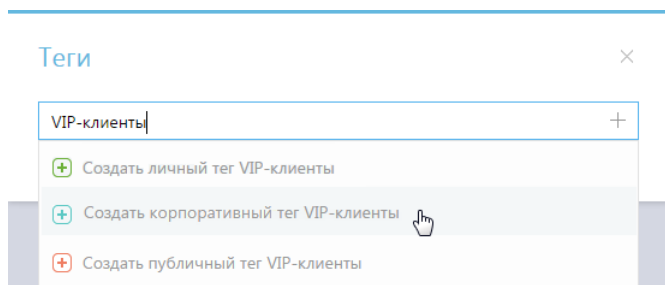 Теги
VIP-клиенты
Создать личный тег VIP-клиенты
Создать корпоративный тег VIP-клиенты
Создать публичный тег VIP-клиенты